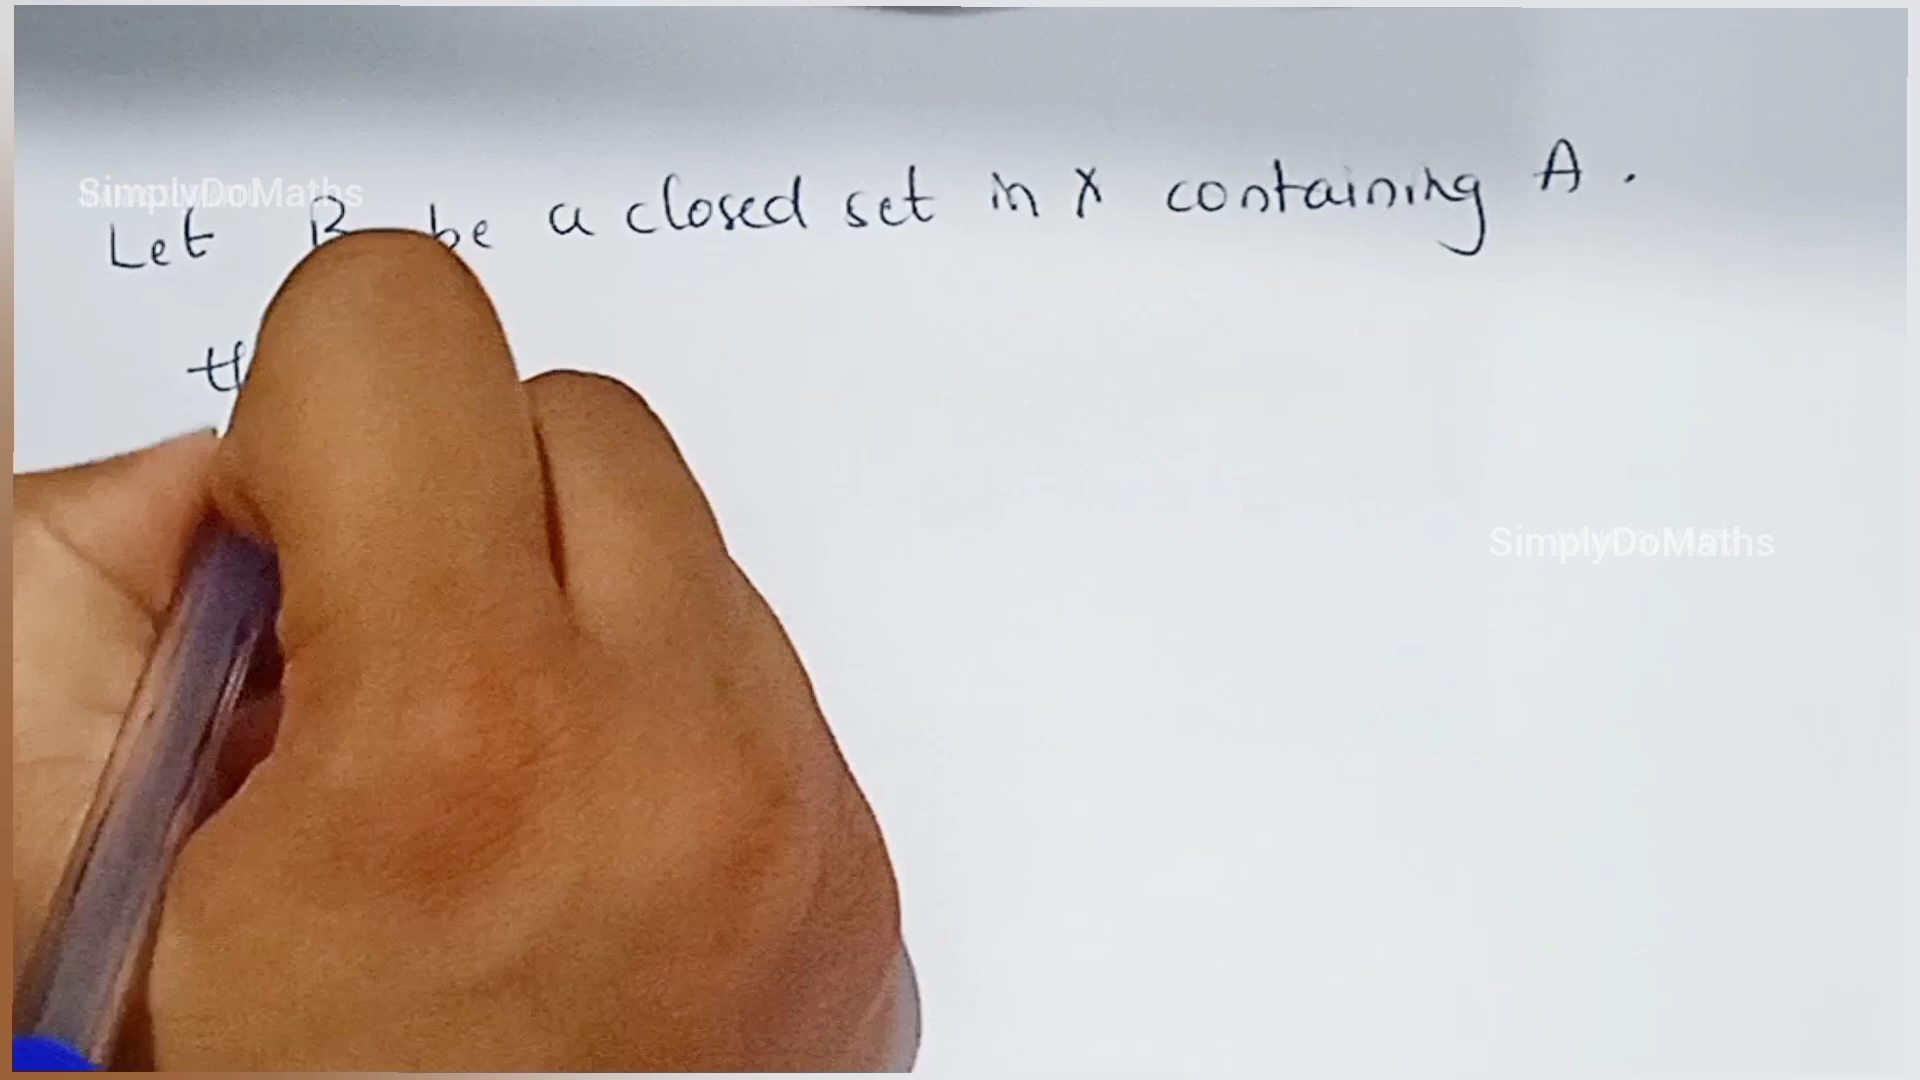 SimplyDoMaths
Let B be a closed set in X containing A.
SimplyDoMaths